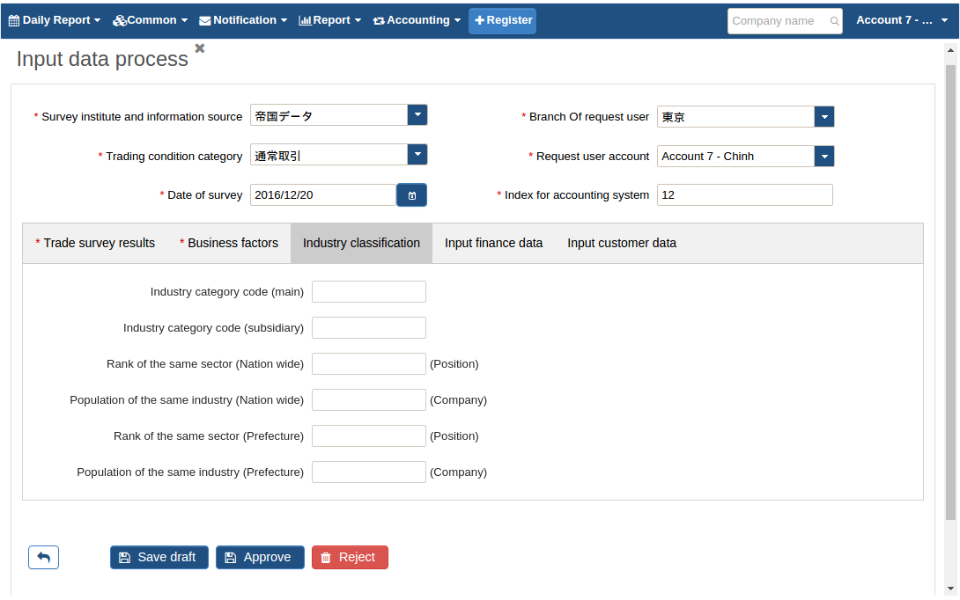 Daily Report Common Notification Report Accounting + Register Company name Account 7 - ...
Input data process
* Survey institute and information source 帝国データ * Branch Of request user 東京
* Trading condition category 通常取引 * Request user account Account 7 - Chinh
* Date of survey 2016/12/20 * Index for accounting system 12
* Trade survey results * Business factors Industry classification Input finance data Input customer data
Industry category code (main)
Industry category code (subsidiary)
Rank of the same sector (Nation wide) (Position)
Population of the same industry (Nation wide) (Company)
Rank of the same sector (Prefecture) (Position)
Population of the same industry (Prefecture) (Company)
Save draft Approve Reject